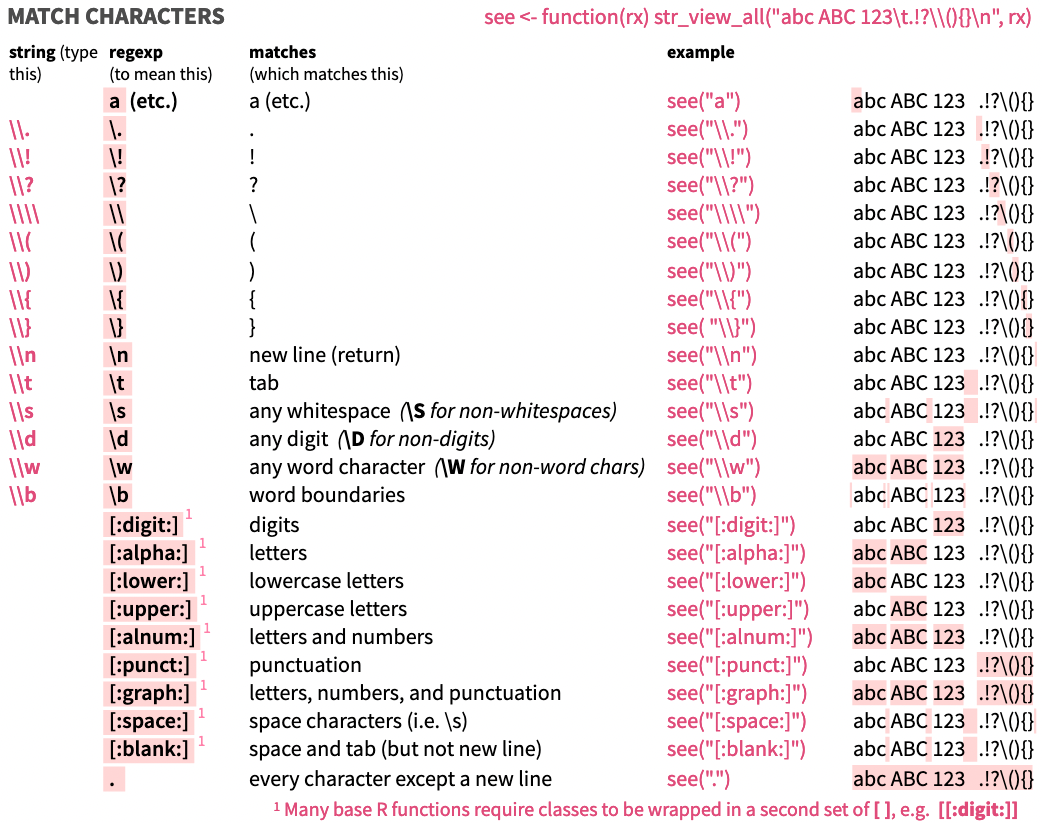 MATCH CHARACTERS see <- function(rx) str_view_all("abc ABC 123\t.!?\\(){}\n", rx)
string (type this) regexp (to mean this) matches (which matches this) example
a (etc.) a (etc.) see("a") abc ABC 123 .!?\(){}
\\. \. . see("\\.") abc ABC 123 .!?\(){}
\\! \! ! see("\\!") abc ABC 123 .!?\(){}
\\? \? ? see("\\?") abc ABC 123 .!?\(){}
\\\\ \\ \ see("\\\\") abc ABC 123 .!?\(){}
\\( \( ( see("\\(") abc ABC 123 .!?\(){}
\\) \) ) see("\\)") abc ABC 123 .!?\(){}
\\{ \{ { see("\\{") abc ABC 123 .!?\(){}
\\} \} } see( "\\}") abc ABC 123 .!?\(){}
\\n \n new line (return) see("\\n") abc ABC 123 .!?\(){}
\\t \t tab see("\\t") abc ABC 123 .!?\(){}
\\s \s any whitespace (\S for non-whitespaces) see("\\s") abc ABC 123 .!?\(){}
\\d \d any digit (\D for non-digits) see("\\d") abc ABC 123 .!?\(){}
\\w \w any word character (\W for non-word chars) see("\\w") abc ABC 123 .!?\(){}
\\b \b word boundaries see("\\b") abc ABC 123 .!?\(){}
[:digit:] 1 digits see("[:digit:]") abc ABC 123 .!?\(){}
[:alpha:] 1 letters see("[:alpha:]") abc ABC 123 .!?\(){}
[:lower:] 1 lowercase letters see("[:lower:]") abc ABC 123 .!?\(){}
[:upper:] 1 uppercase letters see("[:upper:]") abc ABC 123 .!?\(){}
[:alnum:] 1 letters and numbers see("[:alnum:]") abc ABC 123 .!?\(){}
[:punct:] 1 punctuation see("[:punct:]") abc ABC 123 .!?\(){}
[:graph:] 1 letters, numbers, and punctuation see("[:graph:]") abc ABC 123 .!?\(){}
[:space:] 1 space characters (i.e. \s) see("[:space:]") abc ABC 123 .!?\(){}
[:blank:] 1 space and tab (but not new line) see("[:blank:]") abc ABC 123 .!?\(){}
. every character except a new line see(".") abc ABC 123 .!?\(){}
1 Many base R functions require classes to be wrapped in a second set of [ ], e.g. [[:digit:]]